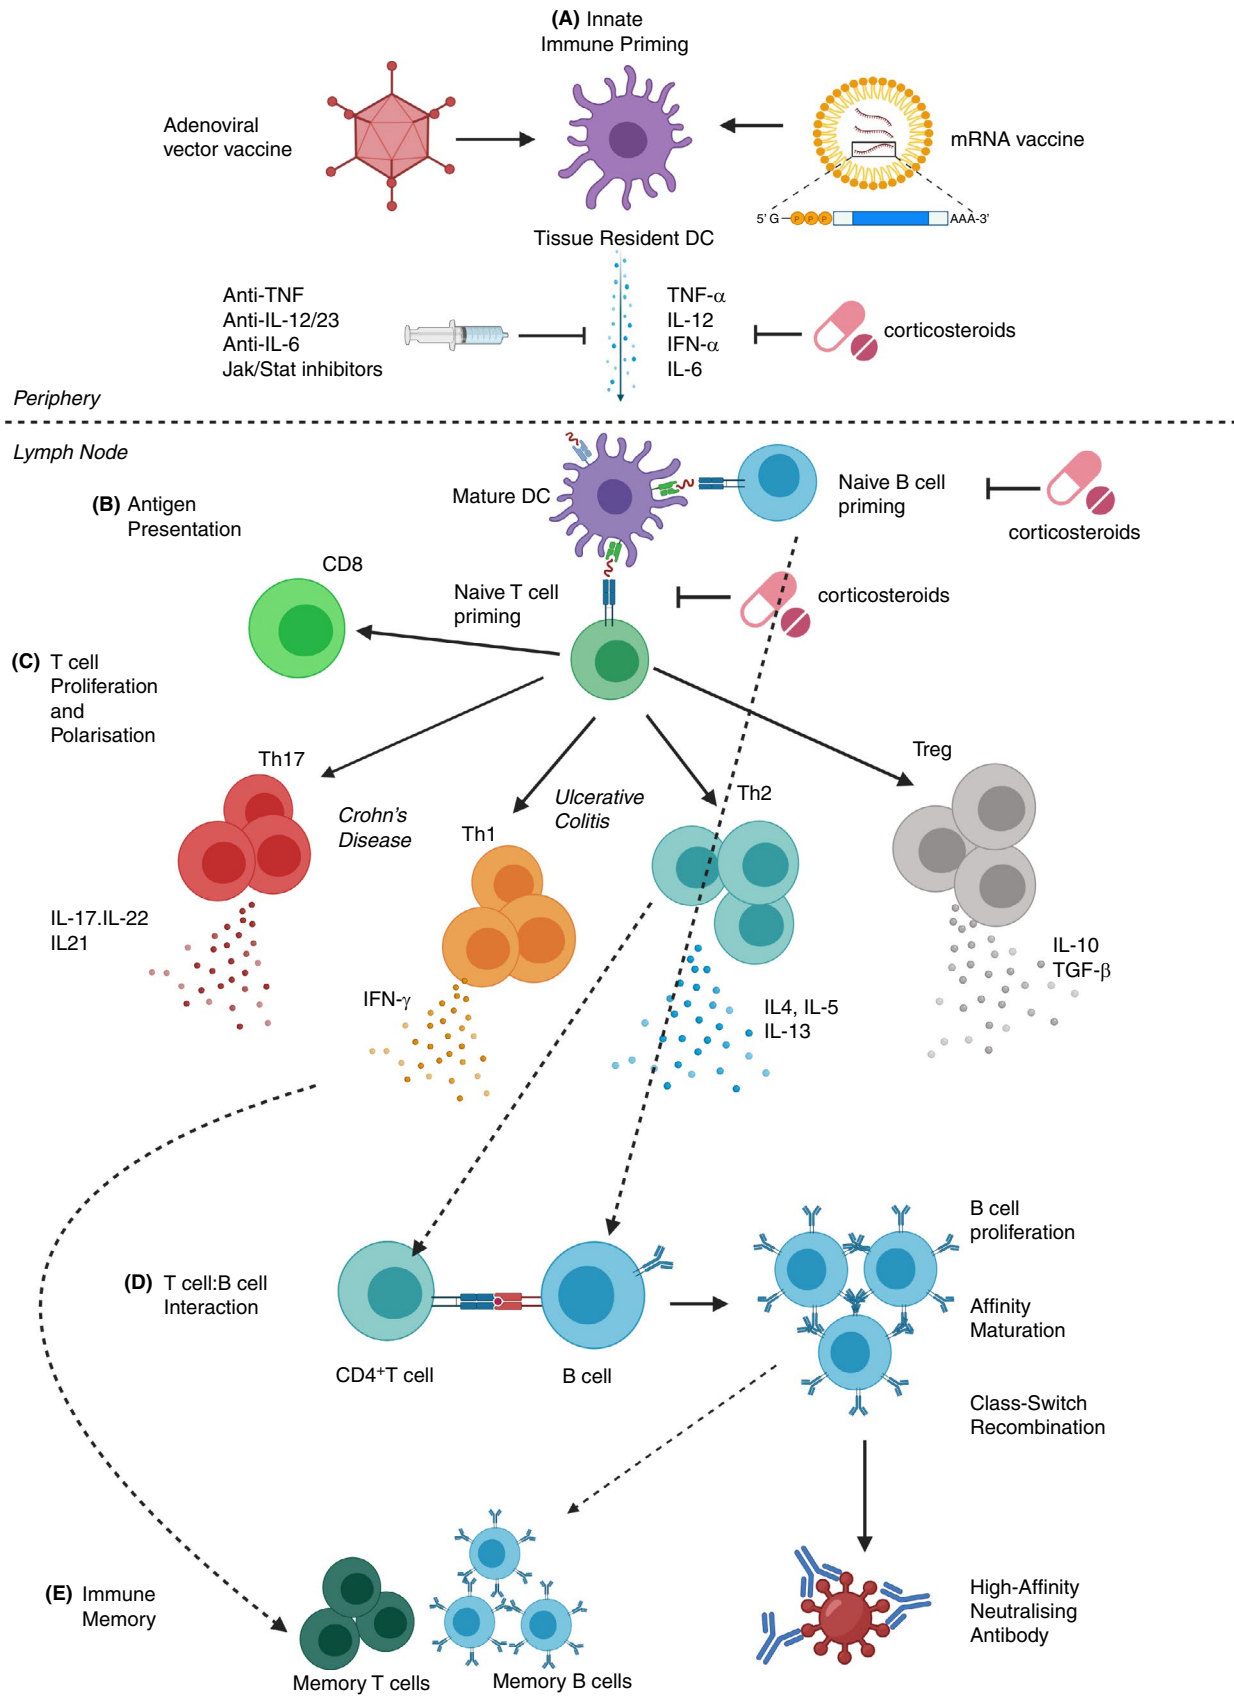 (A) Innate
Immune Priming
Adenoviral
vector vaccine
mRNA vaccine
5' G
P P P
AAA-3'
Tissue Resident DC
Anti-TNF
Anti-IL-12/23
Anti-IL-6
Jak/Stat inhibitors
TNF-α
IL-12
IFN-α
IL-6
corticosteroids
Periphery
Lymph Node
(B) Antigen
Presentation
Mature DC
Naive B cell
priming
corticosteroids
CD8
Naive T cell
priming
corticosteroids
(C) T cell
Proliferation
and
Polarisation
Th17
Crohn's
Disease
Ulcerative
Colitis
Th1
Th2
Treg
IL-17.IL-22
IL21
IFN-γ
IL4, IL-5
IL-13
IL-10
TGF-β
(D) T cell:B cell
Interaction
CD4+T cell
B cell
B cell
proliferation
Affinity
Maturation
Class-Switch
Recombination
(E) Immune
Memory
Memory T cells
Memory B cells
High-Affinity
Neutralising
Antibody